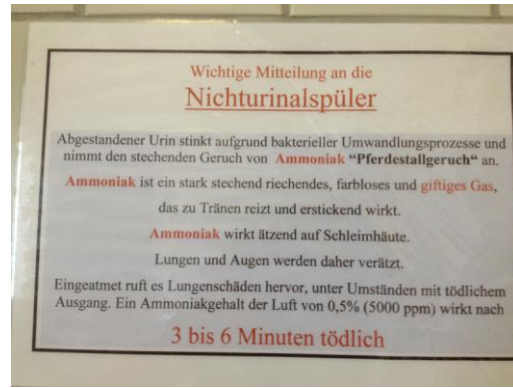 Wichtige Mitteilung an die
Nichturinalspüler
Abgestandener Urin stinkt aufgrund bakterieller Umwandlungsprozesse und
nimmt den stechenden Geruch von Ammoniak "Pferdestallgeruch" an.
Ammoniak ist ein stark stechend riechendes, farbloses und giftiges Gas,
das zu Tränen reizt und erstickend wirkt.
Ammoniak wirkt ätzend auf Schleimhäute.
Lungen und Augen werden daher verätzt.
Eingeatmet ruft es Lungenschäden hervor, unter Umständen mit tödlichem
Ausgang. Ein Ammoniakgehalt der Luft von 0,5% (5000 ppm) wirkt nach
3 bis 6 Minuten tödlich